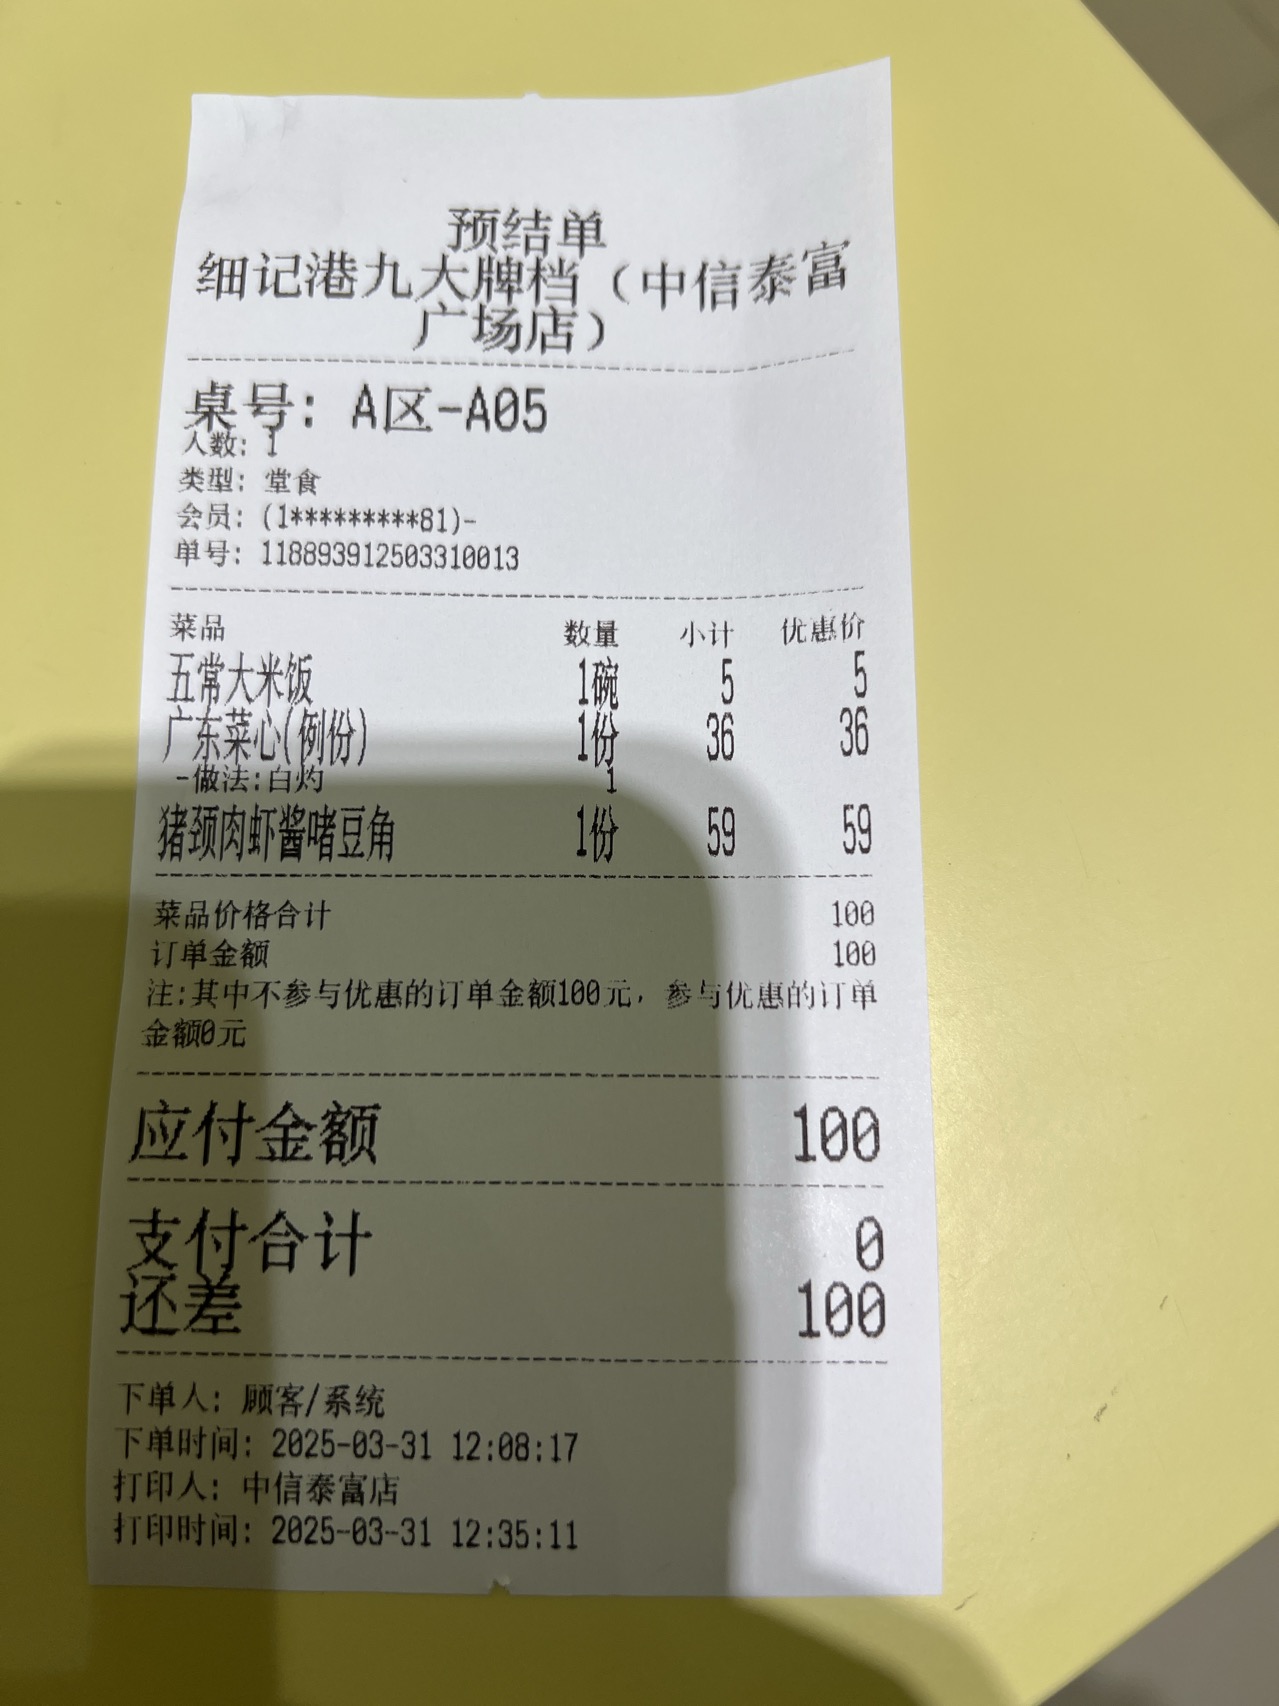 预结单
细记港九大牌档（中信泰富
广场店）
桌号: A区-A05
人数: 1
类型: 堂食
会员: (1*********81)-
单号: 118893912503310013
菜品 数量 小计 优惠价
五常大米饭 1碗 5 5
广东菜心(例份) 1份 36 36
-做法:白灼 1
猪颈肉虾酱啫豆角 1份 59 59
菜品价格合计 100
订单金额 100
注:其中不参与优惠的订单金额100元，参与优惠的订单
金额0元
应付金额 100
支付合计 0
还差 100
下单人: 顾客/系统
下单时间: 2025-03-31 12:08:17
打印人: 中信泰富店
打印时间: 2025-03-31 12:35:11